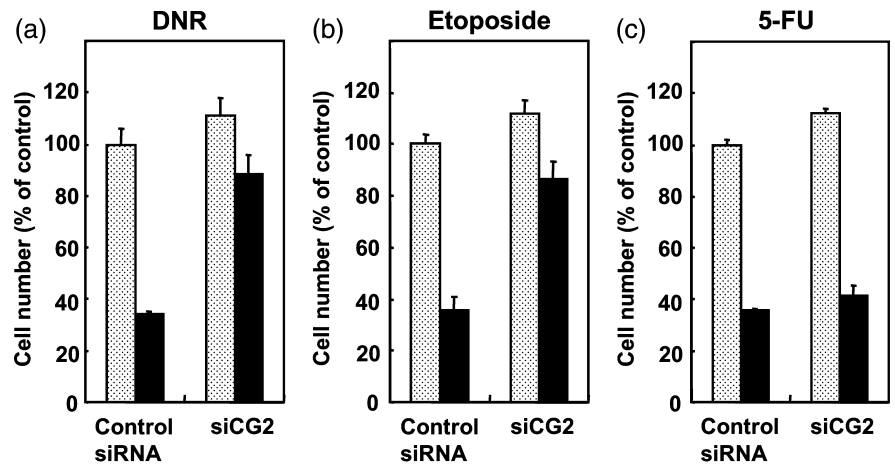 (a) DNR
Cell number (% of control)
120
100
80
60
40
20
0
Control
siRNA
siCG2
(b) Etoposide
Cell number (% of control)
120
100
80
60
40
20
0
Control
siRNA
siCG2
(c) 5-FU
Cell number (% of control)
120
100
80
60
40
20
0
Control
siRNA
siCG2